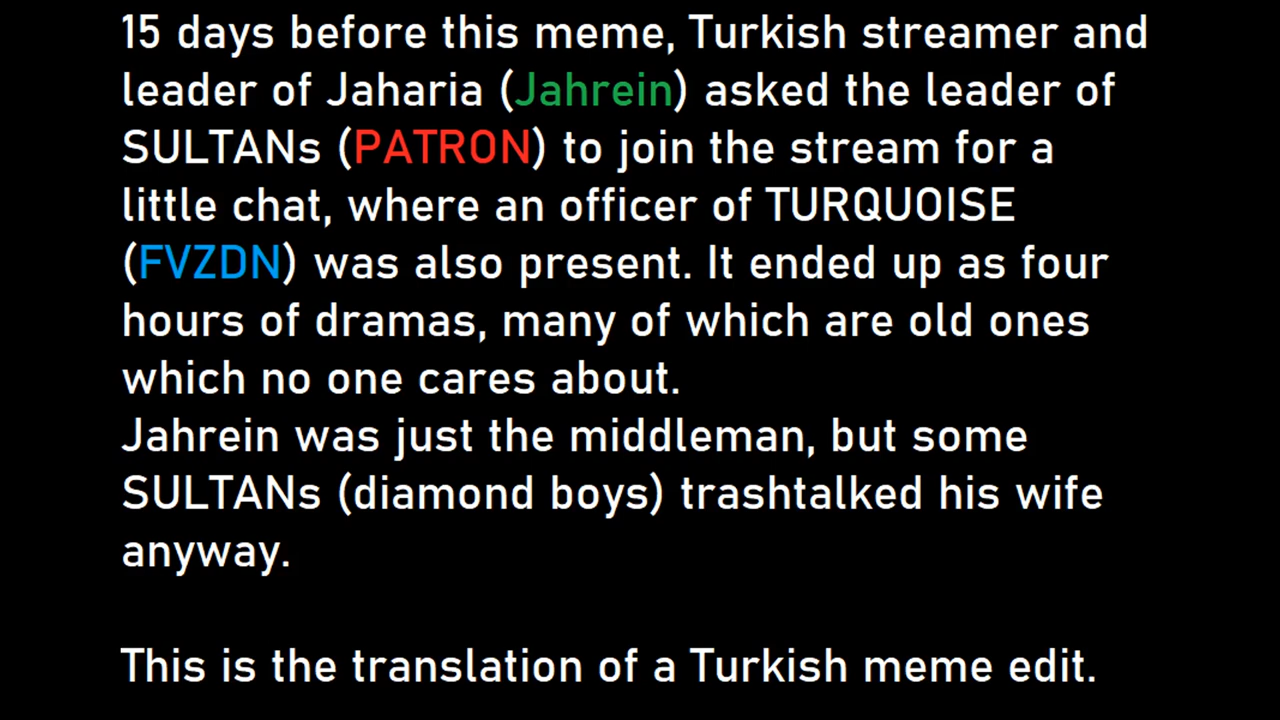 15 days before this meme, Turkish streamer and
leader of Jaharia (Jahrein) asked the leader of
SULTANs (PATRON) to join the stream for a
little chat, where an officer of TURQUOISE
(FVZDN) was also present. It ended up as four
hours of dramas, many of which are old ones
which no one cares about.
Jahrein was just the middleman, but some
SULTANs (diamond boys) trashtalked his wife
anyway.
This is the translation of a Turkish meme edit.